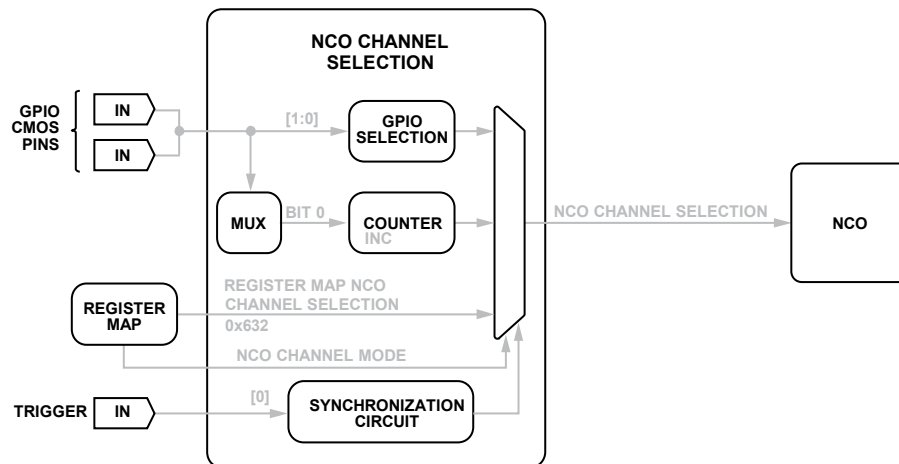 NCO CHANNEL
SELECTION
GPIO
CMOS
PINS
IN
IN
[1:0]
GPIO
SELECTION
MUX
BIT 0
COUNTER
INC
NCO CHANNEL SELECTION
NCO
REGISTER
MAP
REGISTER MAP NCO
CHANNEL SELECTION
0x632
NCO CHANNEL MODE
TRIGGER
IN
[0]
SYNCHRONIZATION
CIRCUIT